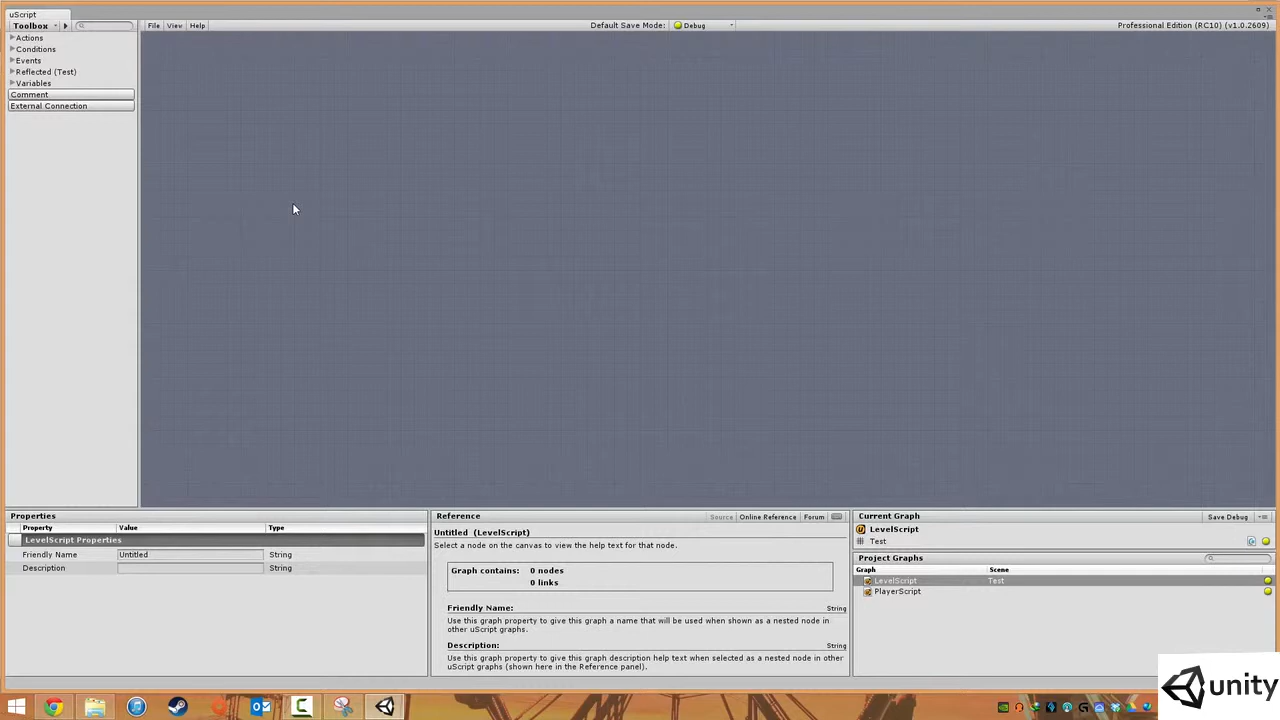 uScript
Toolbox
File View Help
Default Save Mode: Debug
Professional Edition (RC10) (v1.0.2609)
Actions
Conditions
Events
Reflected (Test)
Variables
Comment
External Connection
Properties
Property Value Type
LevelScript Properties
Friendly Name Untitled String
Description String
Reference
Source Online Reference Forum
Untitled (LevelScript)
Select a node on the canvas to view the help text for that node.
Graph contains: 0 nodes
0 links
Friendly Name: String
Use this graph property to give this graph a name that will be used when shown as a nested node in
other uScript graphs.
Description: String
Use this graph property to give this graph description help text when selected as a nested node in other
uScript graphs (shown here in the Reference panel).
Current Graph
Save Debug
LevelScript
Test
Project Graphs
Graph Scene
LevelScript Test
PlayerScript
unity